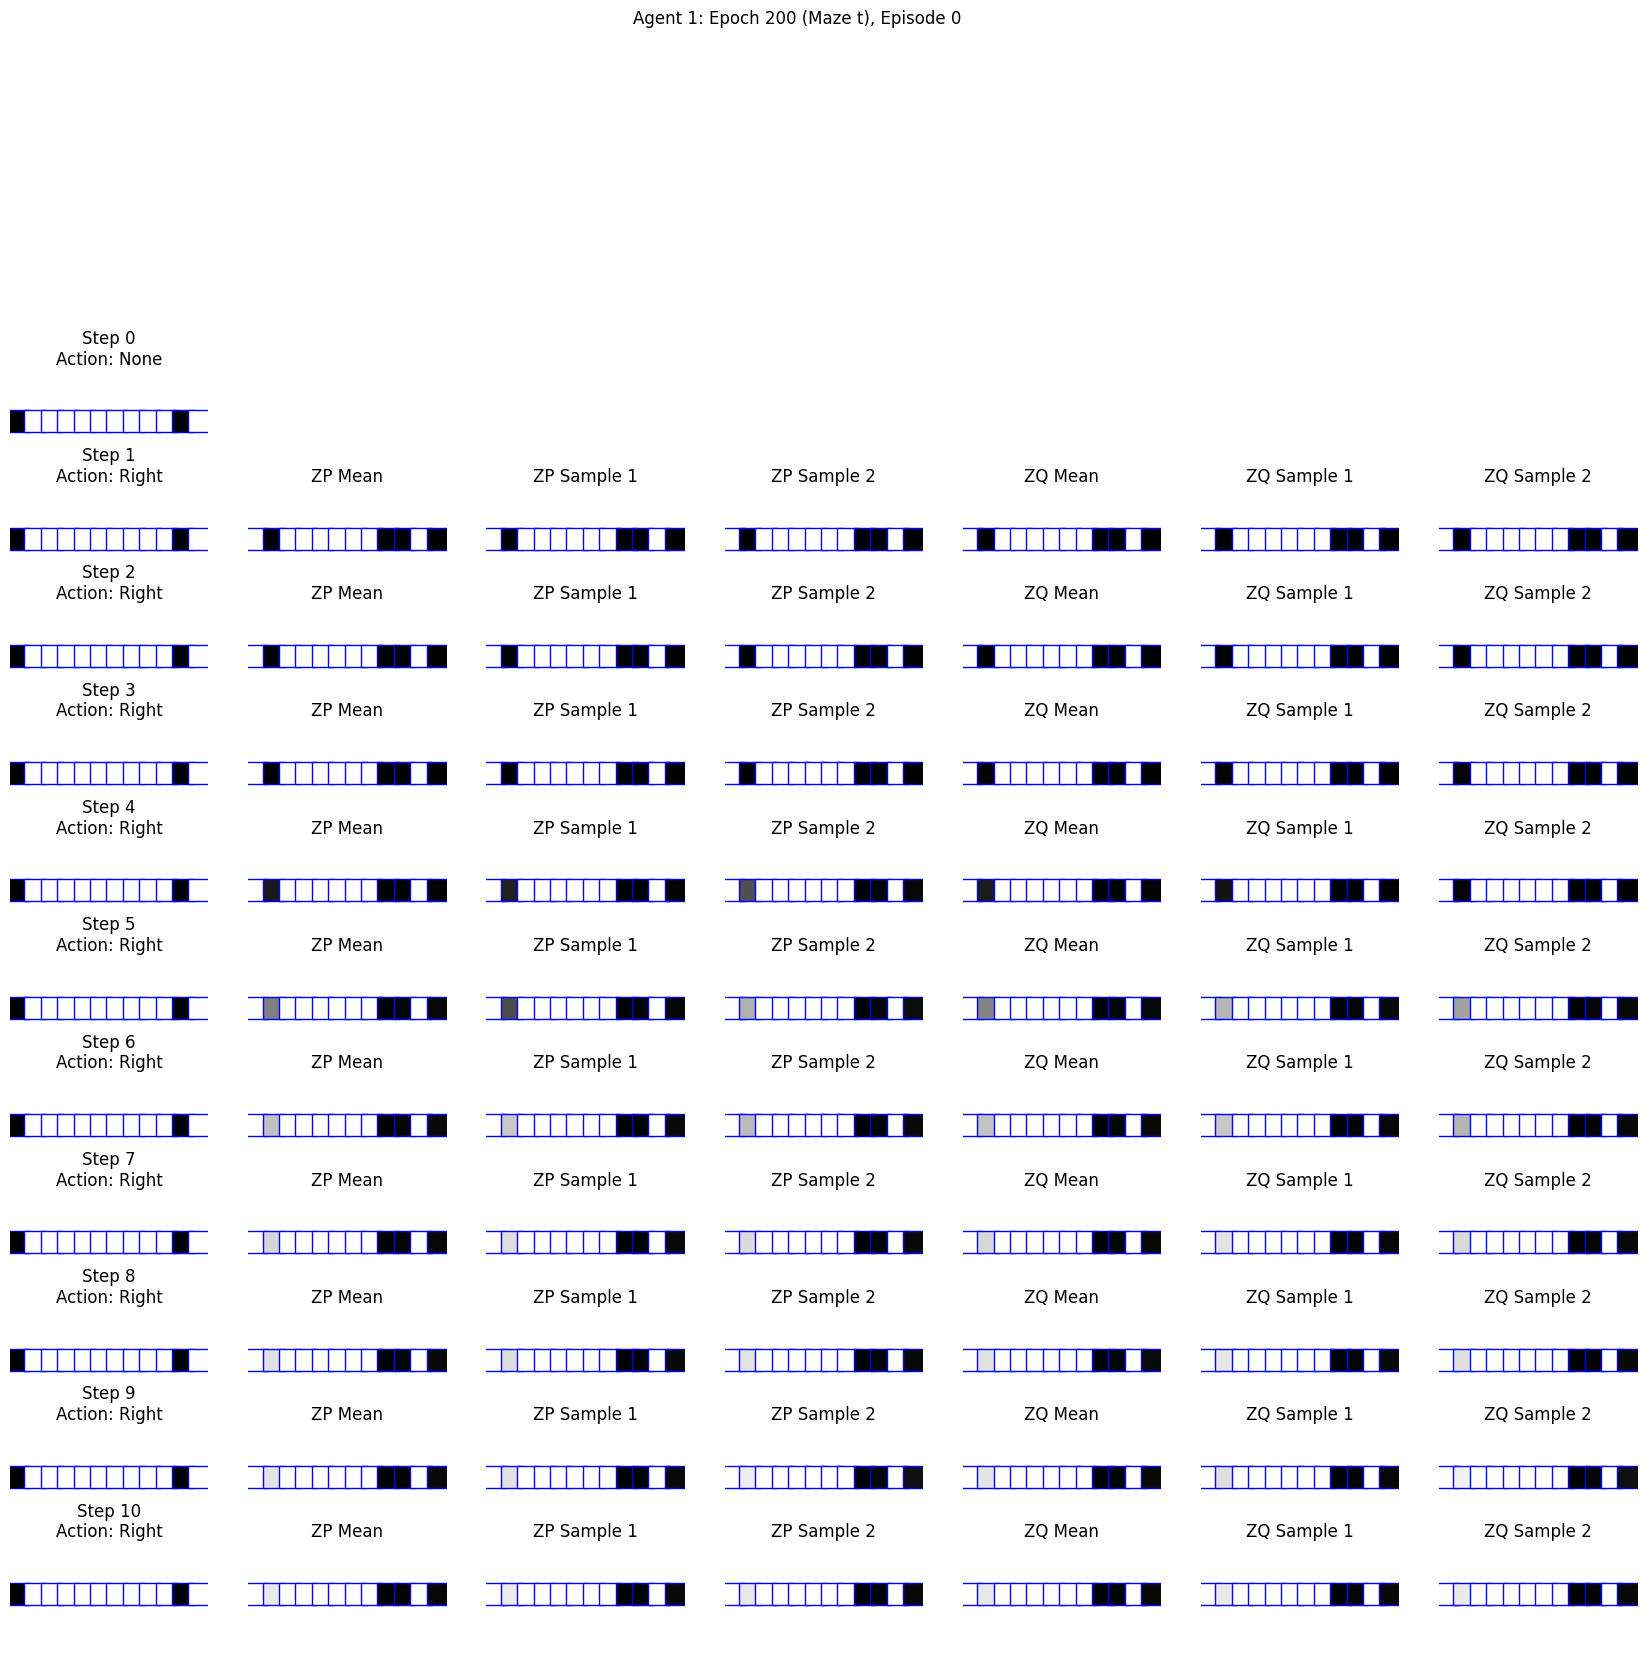 Agent 1: Epoch 200 (Maze t), Episode 0
Step 0
Action: None
Step 1
Action: Right
ZP Mean
ZP Sample 1
ZP Sample 2
ZQ Mean
ZQ Sample 1
ZQ Sample 2
Step 2
Action: Right
ZP Mean
ZP Sample 1
ZP Sample 2
ZQ Mean
ZQ Sample 1
ZQ Sample 2
Step 3
Action: Right
ZP Mean
ZP Sample 1
ZP Sample 2
ZQ Mean
ZQ Sample 1
ZQ Sample 2
Step 4
Action: Right
ZP Mean
ZP Sample 1
ZP Sample 2
ZQ Mean
ZQ Sample 1
ZQ Sample 2
Step 5
Action: Right
ZP Mean
ZP Sample 1
ZP Sample 2
ZQ Mean
ZQ Sample 1
ZQ Sample 2
Step 6
Action: Right
ZP Mean
ZP Sample 1
ZP Sample 2
ZQ Mean
ZQ Sample 1
ZQ Sample 2
Step 7
Action: Right
ZP Mean
ZP Sample 1
ZP Sample 2
ZQ Mean
ZQ Sample 1
ZQ Sample 2
Step 8
Action: Right
ZP Mean
ZP Sample 1
ZP Sample 2
ZQ Mean
ZQ Sample 1
ZQ Sample 2
Step 9
Action: Right
ZP Mean
ZP Sample 1
ZP Sample 2
ZQ Mean
ZQ Sample 1
ZQ Sample 2
Step 10
Action: Right
ZP Mean
ZP Sample 1
ZP Sample 2
ZQ Mean
ZQ Sample 1
ZQ Sample 2